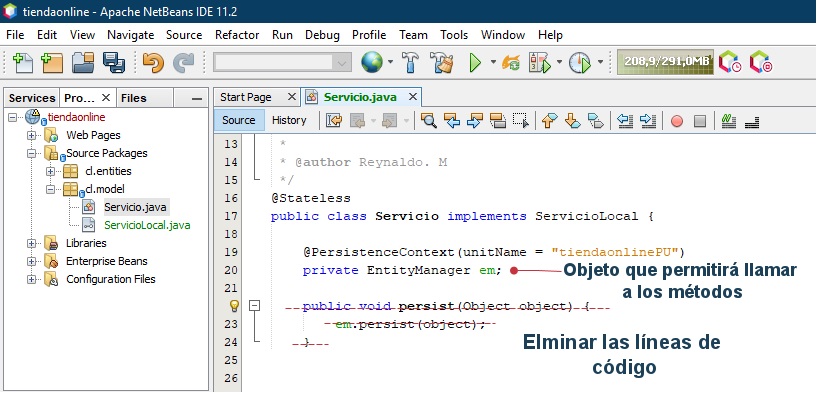 tiendaonline - Apache NetBeans IDE 11.2
File Edit View Navigate Source Refactor Run Debug Profile Team Tools Window Help
208,9/291,0MB
Services Pro... Files
tiendaonline
Web Pages
Source Packages
cl.entities
cl.model
Servicio.java
ServicioLocal.java
Libraries
Enterprise Beans
Configuration Files
Start Page Servicio.java
Source History
13 *
14 * @author Reynaldo. M
15 */
16 @Stateless
17 public class Servicio implements ServicioLocal {
18
19 @PersistenceContext(unitName = "tiendaonlinePU")
20 private EntityManager em;
21
public void persist(Object object) {
23 em.persist(object);
24 }
25
26
Objeto que permitirá llamar
a los métodos
Elminar las líneas de
código